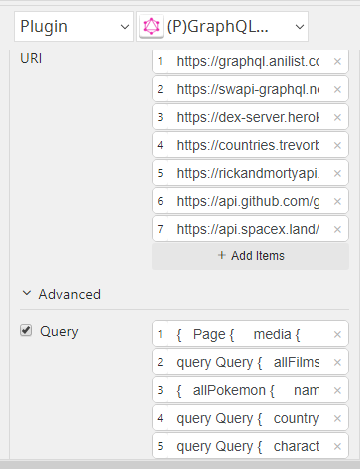 Plugin (P)GraphQL...
URI
1 https://graphql.anilist.co
2 https://swapi-graphql.ne
3 https://dex-server.herok
4 https://countries.trevorb
5 https://rickandmortyapi.
6 https://api.github.com/g
7 https://api.spacex.land/
+ Add Items
Advanced
Query
1 { Page { media {
2 query Query { allFilms
3 { allPokemon { nam
4 query Query { country
5 query Query { charact